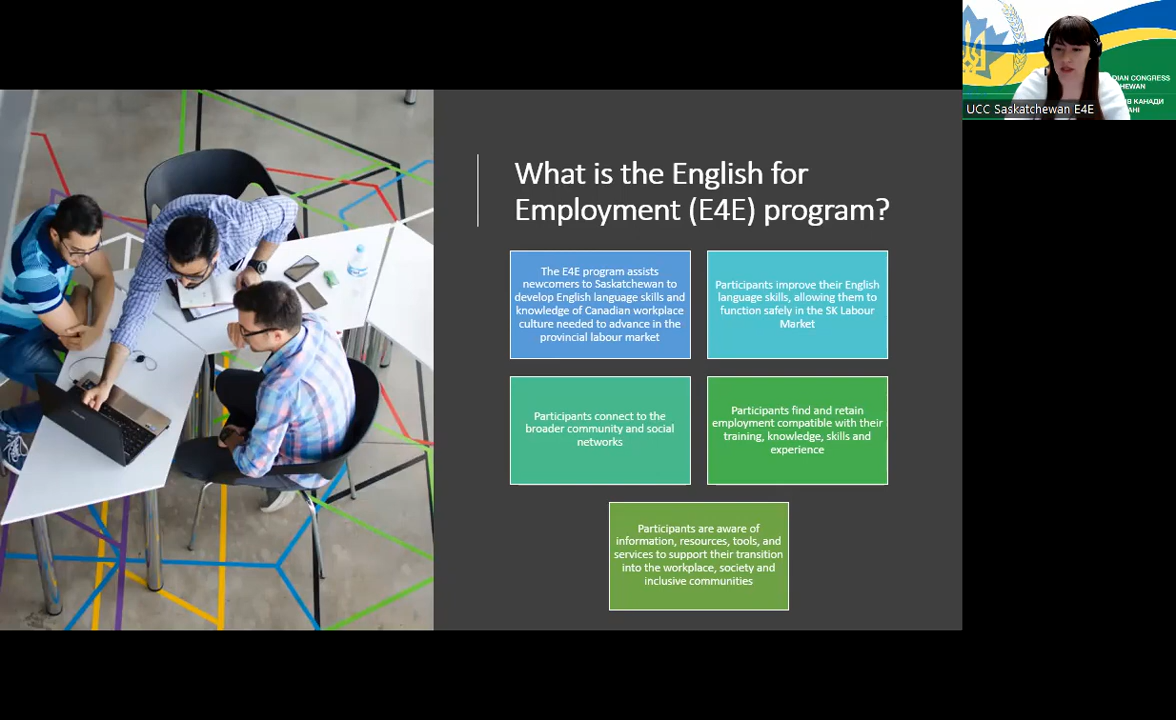 What is the English for
Employment (E4E) program?
The E4E program assists
newcomers to Saskatchewan to
develop English language skills and
knowledge of Canadian workplace
culture needed to advance in the
provincial labour market
Participants improve their English
language skills, allowing them to
function safely in the SK Labour
Market
Participants connect to the
broader community and social
networks
Participants find and retain
employment compatible with their
training, knowledge, skills and
experience
Participants are aware of
information, resources, tools, and
services to support their transition
into the workplace, society and
inclusive communities
DIAN CONGRESS
CHEWAN
КАНАДИ
UCC Saskatchewan E4E